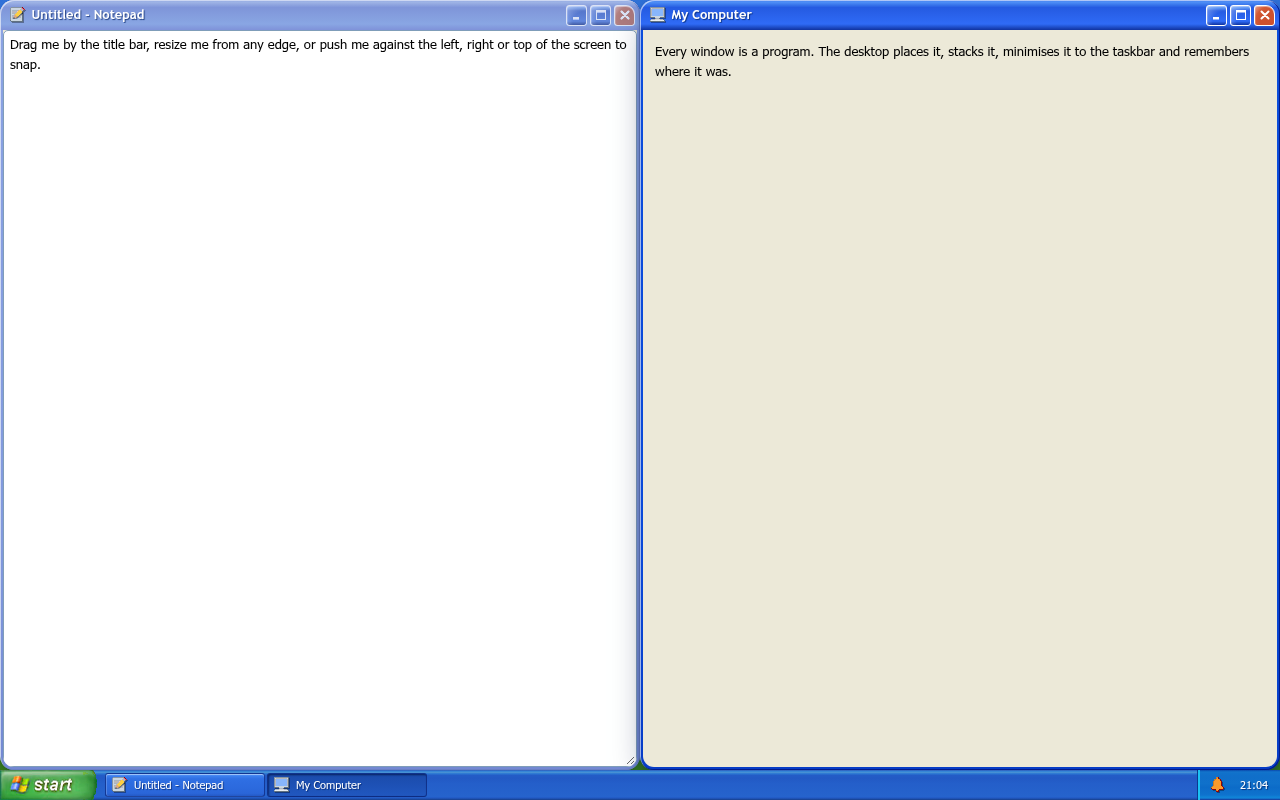 Untitled - Notepad
Drag me by the title bar, resize me from any edge, or push me against the left, right or top of the screen to
snap.
My Computer
Every window is a program. The desktop places it, stacks it, minimises it to the taskbar and remembers
where it was.
start
Untitled - Notepad
My Computer
21:04